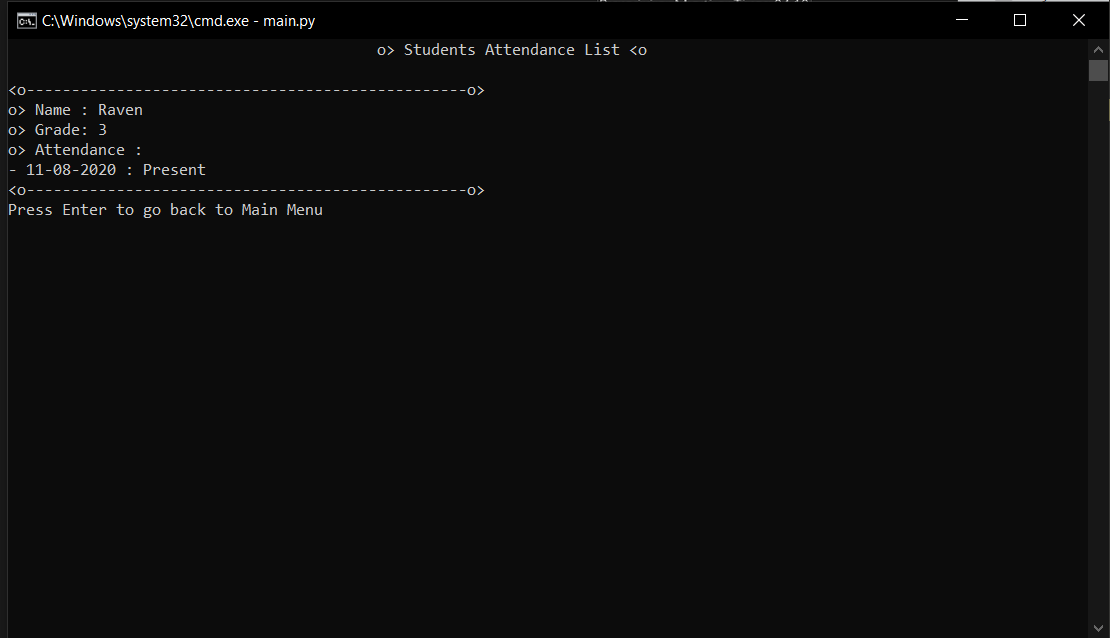 C:\Windows\system32\cmd.exe - main.py
o> Students Attendance List <o
<o-------------------------------------------------o>
o> Name : Raven
o> Grade: 3
o> Attendance :
- 11-08-2020 : Present
<o-------------------------------------------------o>
Press Enter to go back to Main Menu